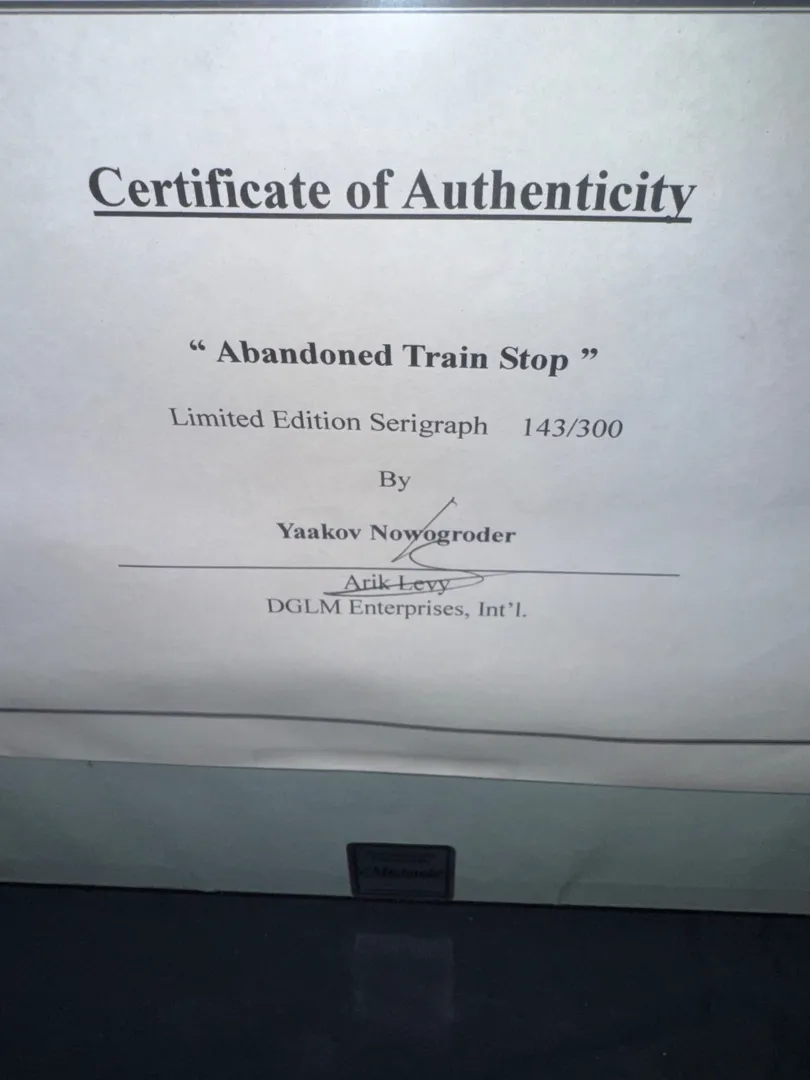 Certificate of Authenticity
“ Abandoned Train Stop ”
Limited Edition Serigraph 143/300
By
Yaakov Nowogroder
Arik Levy
DGLM Enterprises, Int'l.